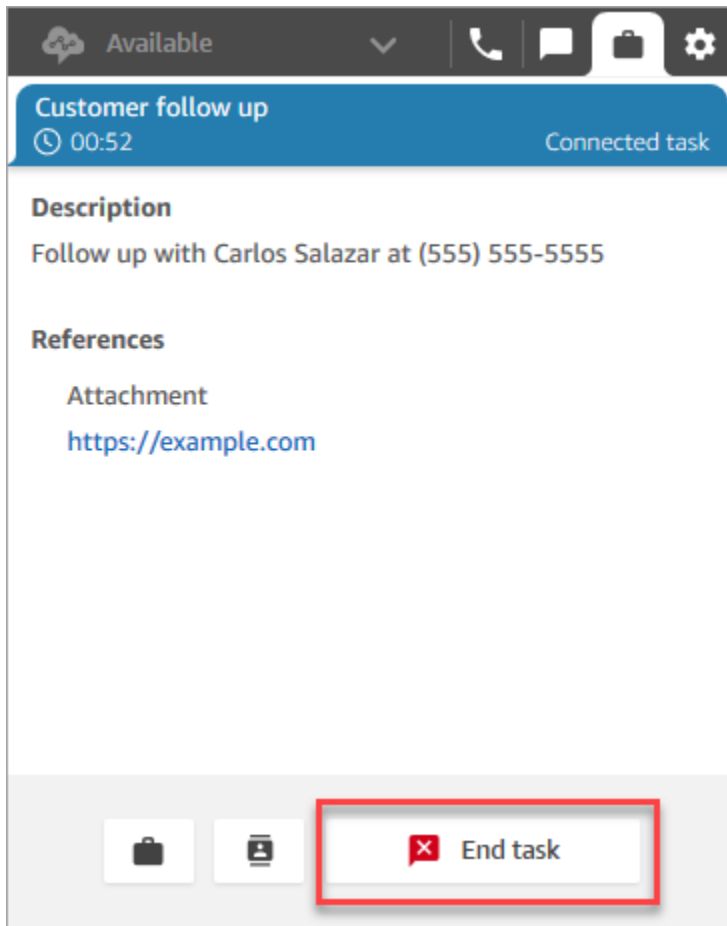 Available
Customer follow up
00:52 Connected task
Description
Follow up with Carlos Salazar at (555) 555-5555
References
Attachment
https://example.com
End task